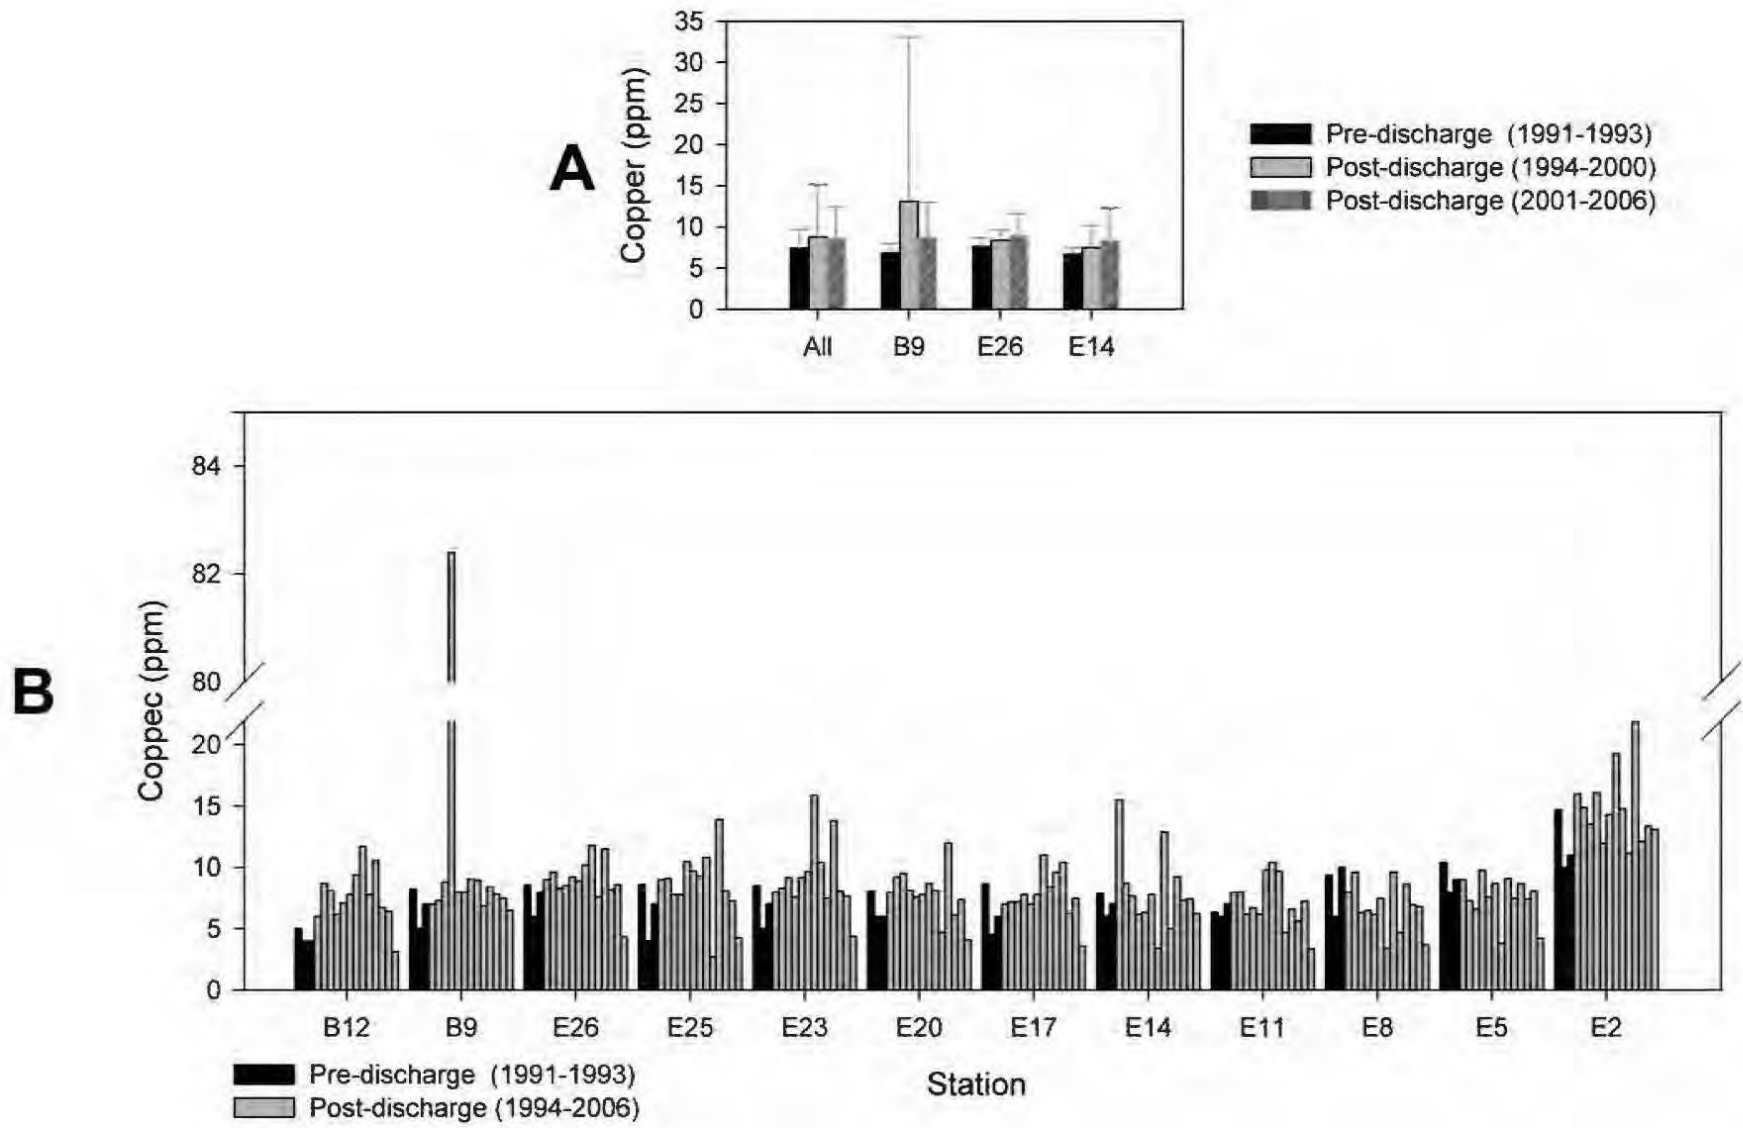 A
Copper (ppm)
35
30
25
20
15
10
5
0
All B9 E26 E14
Pre-discharge (1991-1993)
Post-discharge (1994-2000)
Post-discharge (2001-2006)
B
Coppec (ppm)
84
82
80
20
15
10
5
0
B12 B9 E26 E25 E23 E20 E17 E14 E11 E8 E5 E2
Station
Pre-discharge (1991-1993)
Post-discharge (1994-2006)